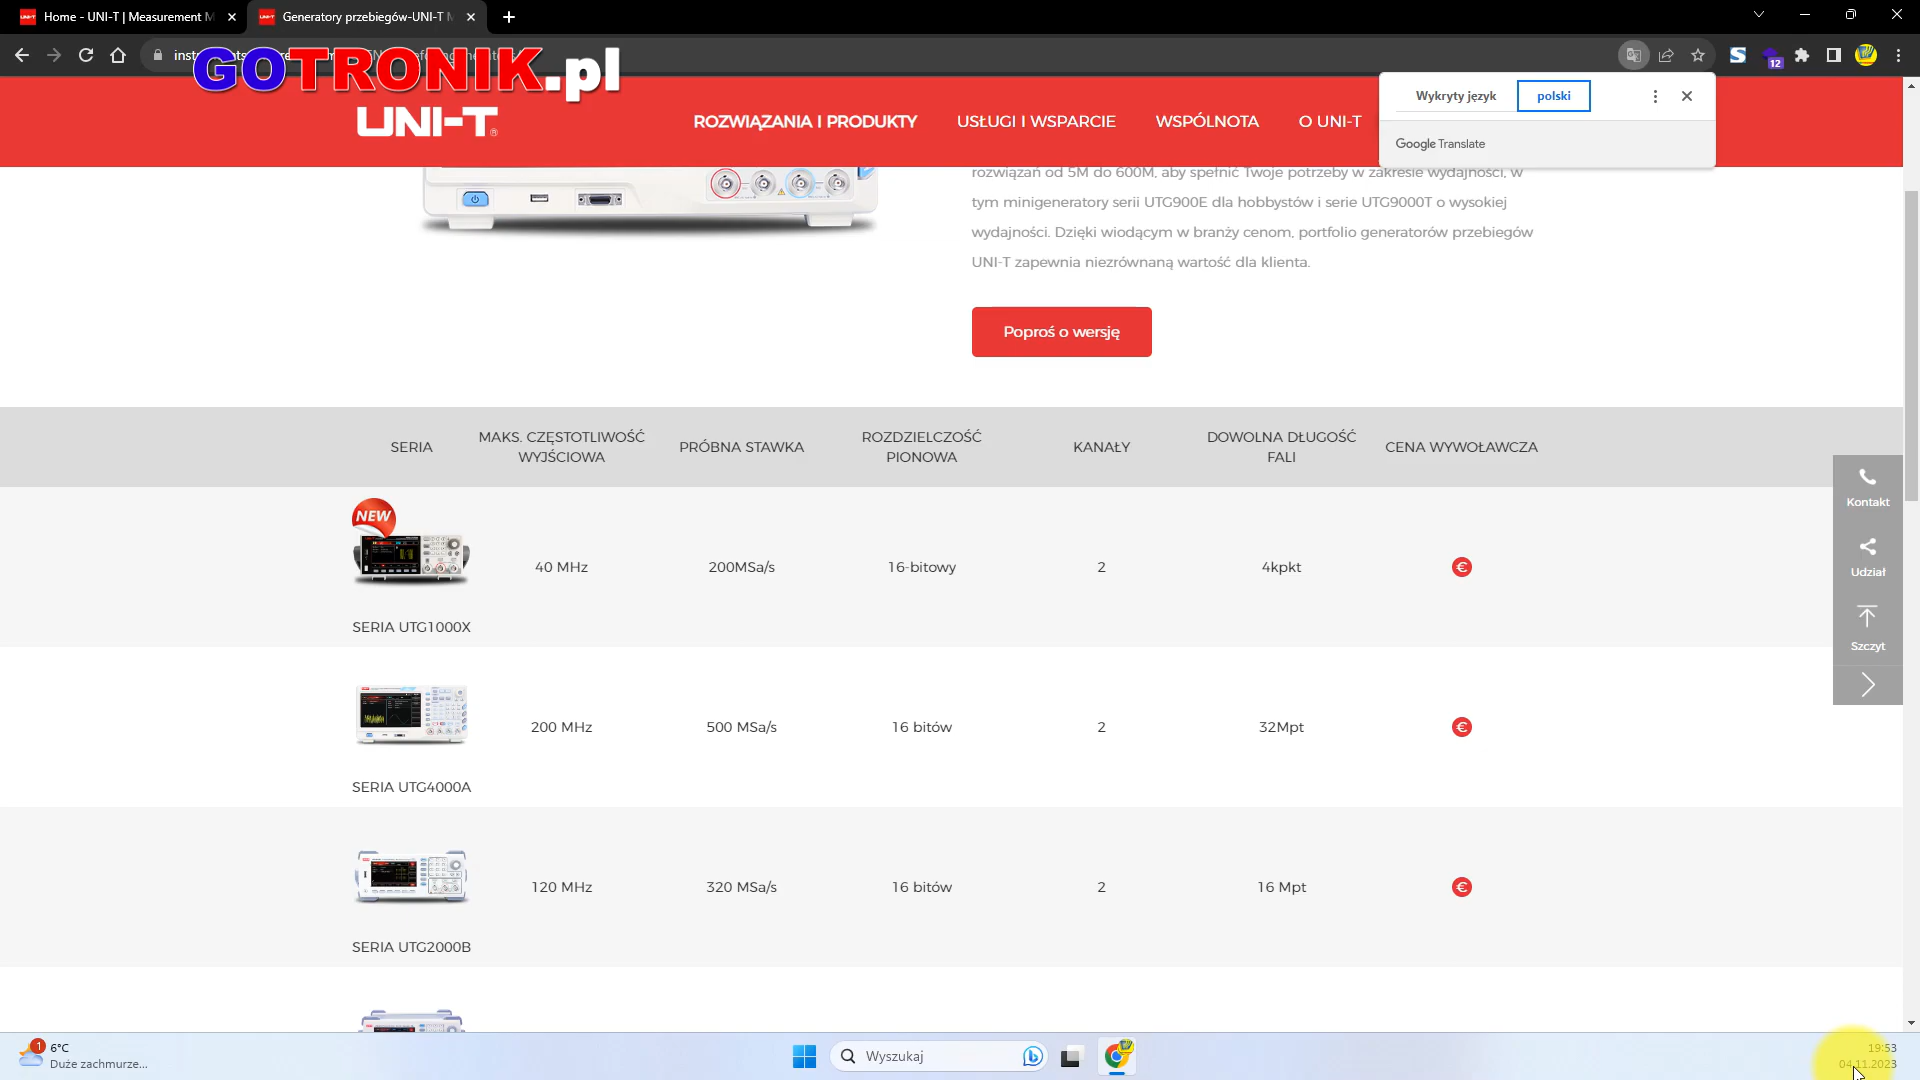 Home - UNI-T | Measurement M
Generatory przebiegów-UNI-T M
GOTRONIK.pl
UNI-T®
ROZWIĄZANIA I PRODUKTY
USŁUGI I WSPARCIE
WSPÓLNOTA
O UNI-T
12
Wykryty język
polski
Google Translate
rozwiązań od 5M do 600M, aby spełnić Twoje potrzeby w zakresie wydajności, w
tym minigeneratory serii UTG900E dla hobbystów i serie UTG9000T o wysokiej
wydajności. Dzięki wiodącym w branży cenom, portfolio generatorów przebiegów
UNI-T zapewnia niezrównaną wartość dla klienta.
Poproś o wersję
SERIA
MAKS. CZĘSTOTLIWOŚĆ
WYJŚCIOWA
PRÓBNA STAWKA
ROZDZIELCZOŚĆ
PIONOWA
KANAŁY
DOWOLNA DŁUGOŚĆ
FALI
CENA WYWOŁAWCZA
NEW
40 MHz
200MSa/s
16-bitowy
2
4kpkt
€
SERIA UTG1000X
200 MHz
500 MSa/s
16 bitów
2
32Mpt
€
SERIA UTG4000A
120 MHz
320 MSa/s
16 bitów
2
16 Mpt
€
SERIA UTG2000B
Kontakt
Udział
Szczyt
1
6°C
Duże zachmurze...
Wyszukaj
19:53
04.11.2023